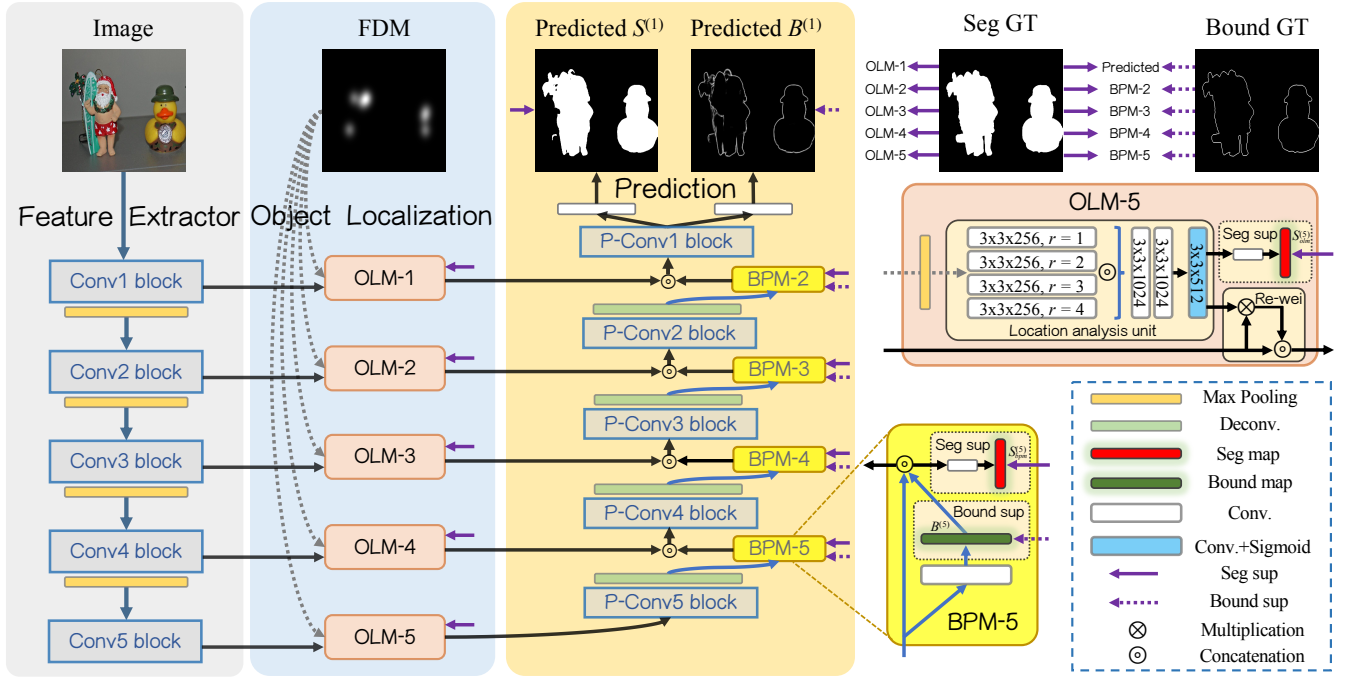 Image
FDM
Predicted S(1)
Predicted B(1)
Seg GT
Bound GT
OLM-1
OLM-2
OLM-3
OLM-4
OLM-5
Predicted
BPM-2
BPM-3
BPM-4
BPM-5
Feature Extractor
Object Localization
Prediction
Conv1 block
Conv2 block
Conv3 block
Conv4 block
Conv5 block
OLM-1
OLM-2
OLM-3
OLM-4
OLM-5
P-Conv1 block
BPM-2
P-Conv2 block
BPM-3
P-Conv3 block
BPM-4
P-Conv4 block
BPM-5
P-Conv5 block
OLM-5
3x3x256, r = 1
3x3x256, r = 2
3x3x256, r = 3
3x3x256, r = 4
3x3x1024
3x3x1024
3x3x512
Location analysis unit
Seg sup
S(5)olm
Re-wei
Seg sup
S(5)bpm
Bound sup
B(5)
BPM-5
Max Pooling
Deconv.
Seg map
Bound map
Conv.
Conv.+Sigmoid
Seg sup
Bound sup
Multiplication
Concatenation